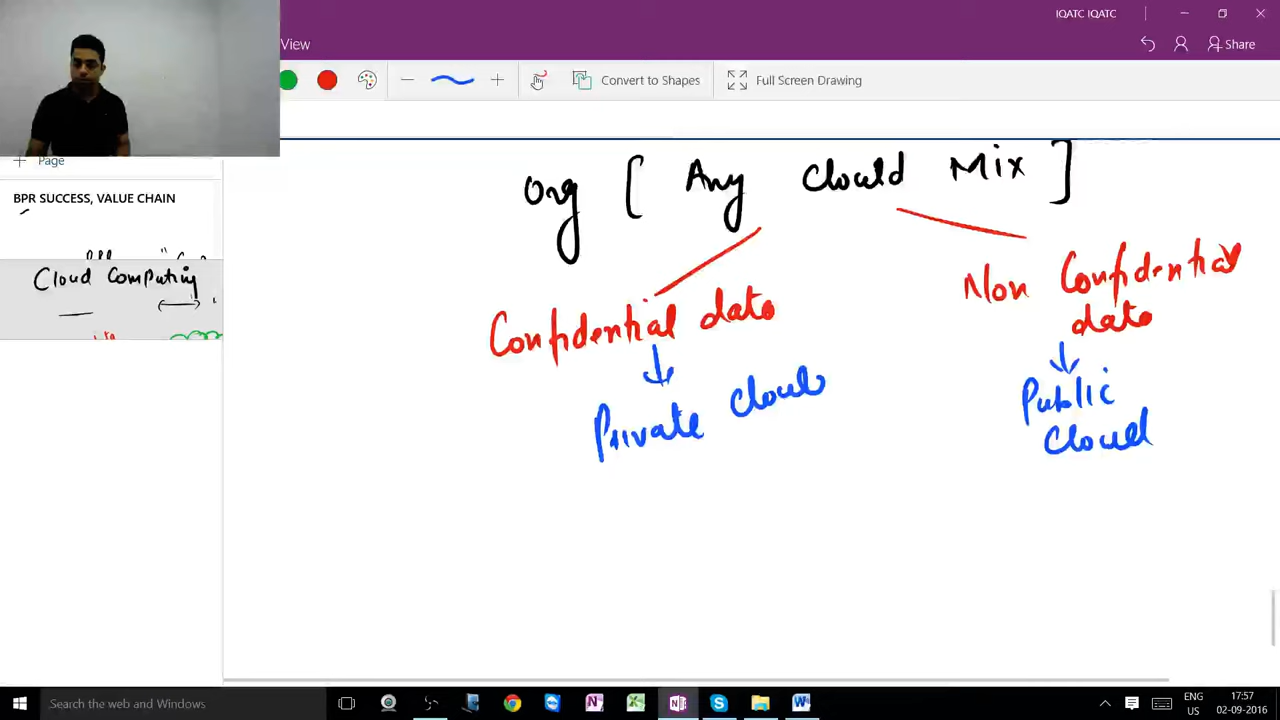 IQATC IQATC
View
Share
Convert to Shapes
Full Screen Drawing
Page
BPR SUCCESS, VALUE CHAIN
Cloud Computing
Org [ Any Clould Mix ]
Confidential data
Non Confidential
data
Private Cloud
Public
Cloud
Search the web and Windows
ENG
US
17:57
02-09-2016